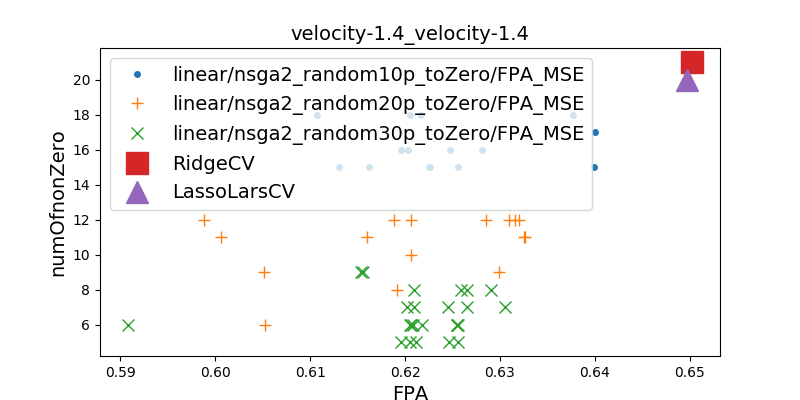 velocity-1.4_velocity-1.4
linear/nsga2_random10p_toZero/FPA_MSE
linear/nsga2_random20p_toZero/FPA_MSE
linear/nsga2_random30p_toZero/FPA_MSE
RidgeCV
LassoLarsCV
numOfnonZero
20
18
16
14
12
10
8
6
0.59 0.60 0.61 0.62 0.63 0.64 0.65
FPA